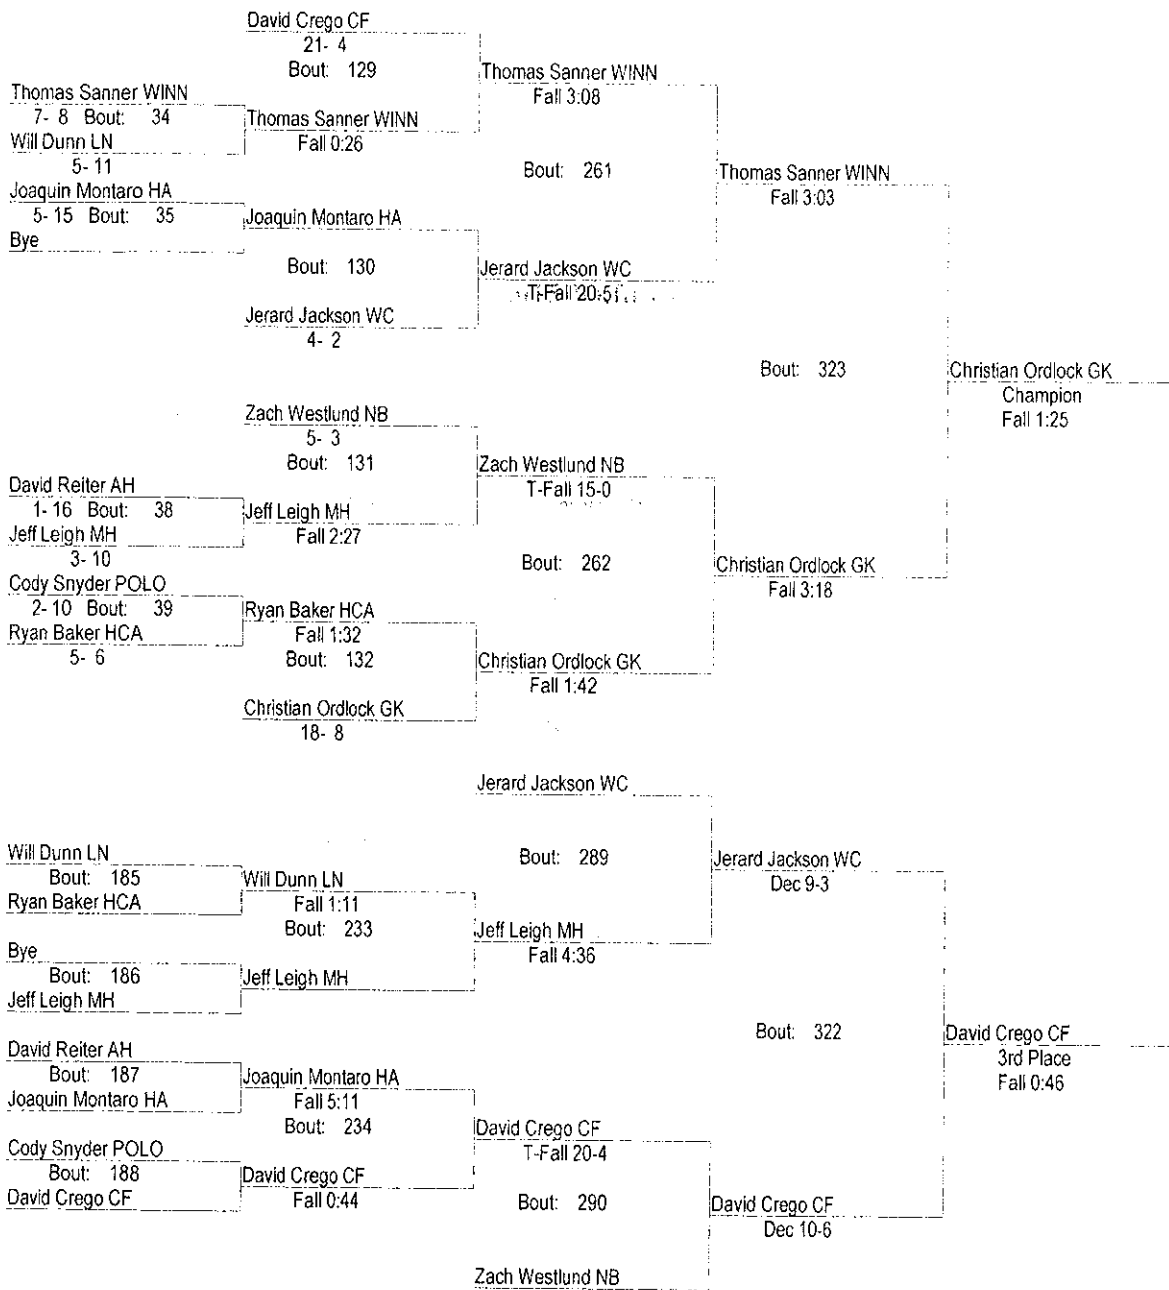 David Crego CF
21- 4
Bout: 129
Thomas Sanner WINN
Fall 3:08
Thomas Sanner WINN
7- 8 Bout: 34
Thomas Sanner WINN
Fall 0:26
Will Dunn LN
5- 11
Bout: 261
Thomas Sanner WINN
Fall 3:03
Joaquin Montaro HA
5- 15 Bout: 35
Joaquin Montaro HA
Bye
Bout: 130
Jerard Jackson WC
T-Fall 20-5
Jerard Jackson WC
4- 2
Bout: 323
Christian Ordlock GK
Champion
Fall 1:25
Zach Westlund NB
5- 3
Bout: 131
Zach Westlund NB
T-Fall 15-0
David Reiter AH
1- 16 Bout: 38
Jeff Leigh MH
Fall 2:27
Jeff Leigh MH
3- 10
Bout: 262
Christian Ordlock GK
Fall 3:18
Cody Snyder POLO
2- 10 Bout: 39
Ryan Baker HCA
Fall 1:32
Ryan Baker HCA
5- 6
Bout: 132
Christian Ordlock GK
Fall 1:42
Christian Ordlock GK
18- 8
Jerard Jackson WC
Will Dunn LN
Bout: 185
Bout: 289
Jerard Jackson WC
Dec 9-3
Will Dunn LN
Fall 1:11
Ryan Baker HCA
Bout: 233
Jeff Leigh MH
Fall 4:36
Bye
Bout: 186
Jeff Leigh MH
Jeff Leigh MH
David Reiter AH
Bout: 187
Bout: 322
David Crego CF
3rd Place
Fall 0:46
Joaquin Montaro HA
Fall 5:11
Joaquin Montaro HA
Bout: 234
David Crego CF
T-Fall 20-4
Cody Snyder POLO
Bout: 188
David Crego CF
Fall 0:44
David Crego CF
Bout: 290
David Crego CF
Dec 10-6
Zach Westlund NB